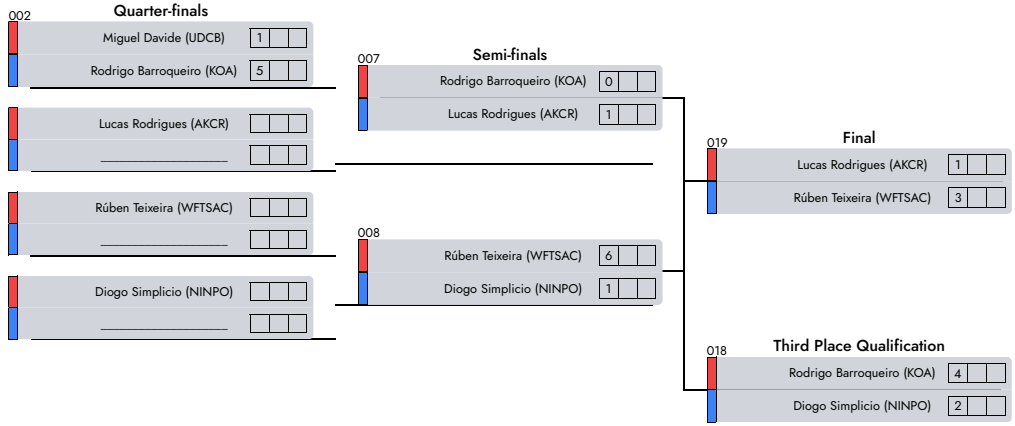 Quarter-finals
002
Miguel Davide (UDCB) 1
Rodrigo Barroqueiro (KOA) 5
Lucas Rodrigues (AKCR)
Rúben Teixeira (WFTSAC)
Diogo Simplicio (NINPO)
Semi-finals
007
Rodrigo Barroqueiro (KOA) 0
Lucas Rodrigues (AKCR) 1
008
Rúben Teixeira (WFTSAC) 6
Diogo Simplicio (NINPO) 1
Final
019
Lucas Rodrigues (AKCR) 1
Rúben Teixeira (WFTSAC) 3
Third Place Qualification
018
Rodrigo Barroqueiro (KOA) 4
Diogo Simplicio (NINPO) 2